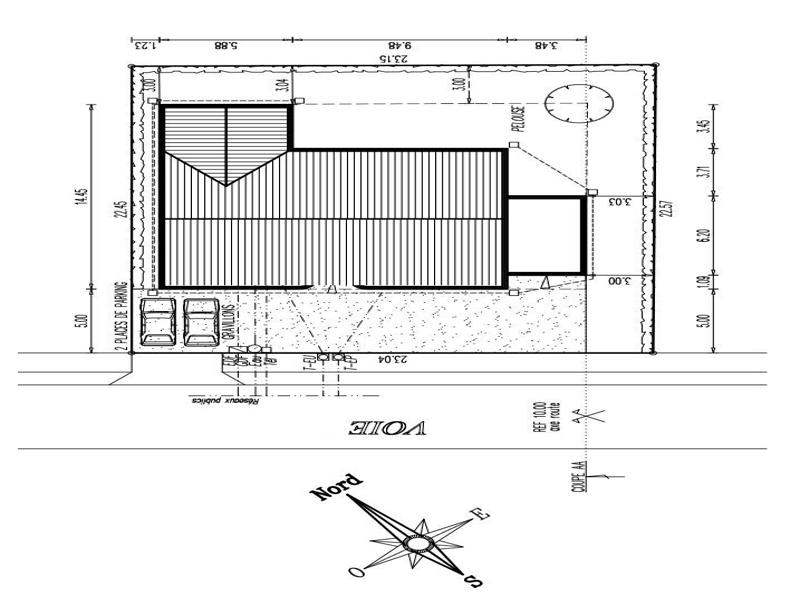 1.23
5.88
9.48
3.48
23.15
3.00
3.04
3.00
PELOUSE
3.45
14.45
22.45
3.71
3.03
22.57
6.20
3.00
1.09
2 PLACES DE PARKING
5.00
GRAVILLONS
5.00
EDF
Eau
Tel
T-EU
T-EP
23.04
Réseaux publics
VOIE
REF 10.00
axe route
COUPE AA
Nord
E
O
S